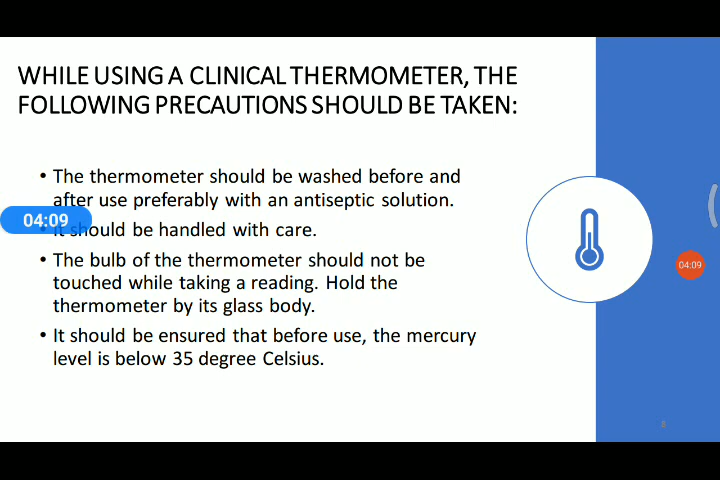 WHILE USING A CLINICAL THERMOMETER, THE
FOLLOWING PRECAUTIONS SHOULD BE TAKEN:
• The thermometer should be washed before and
after use preferably with an antiseptic solution.
04:09
• It should be handled with care.
• The bulb of the thermometer should not be
touched while taking a reading. Hold the
thermometer by its glass body.
• It should be ensured that before use, the mercury
level is below 35 degree Celsius.
04:09